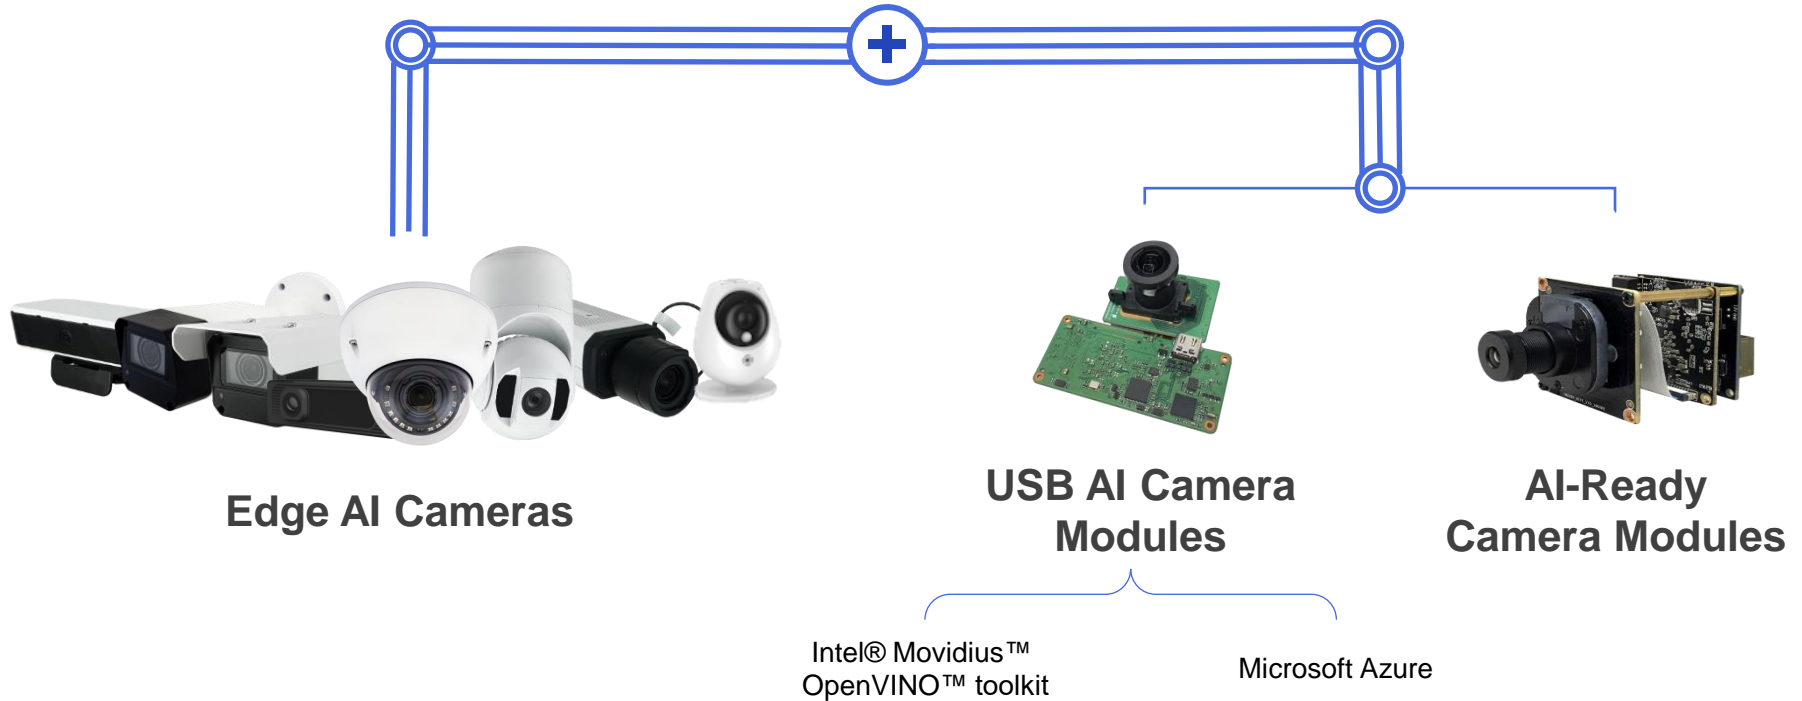 Edge AI Cameras
USB AI Camera
Modules
AI-Ready
Camera Modules
Intel® Movidius™
OpenVINO™ toolkit
Microsoft Azure